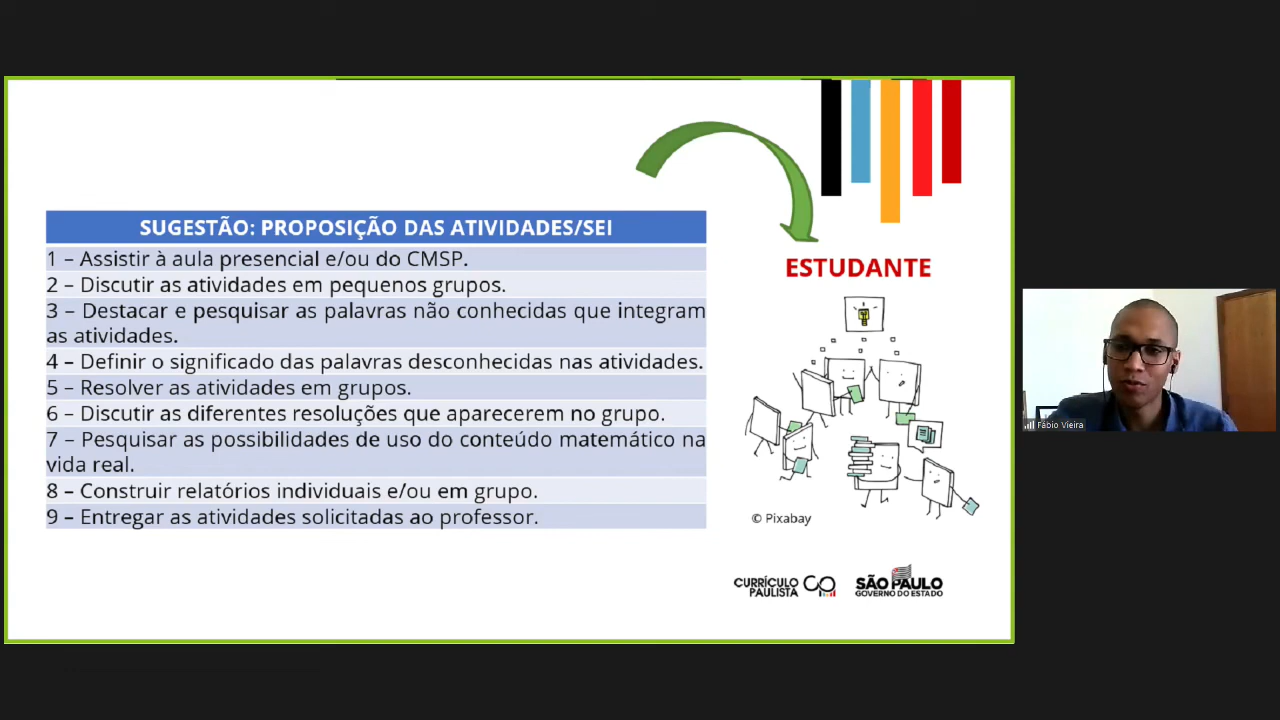 SUGESTÃO: PROPOSIÇÃO DAS ATIVIDADES/SEI
1 – Assistir à aula presencial e/ou do CMSP.
2 – Discutir as atividades em pequenos grupos.
3 – Destacar e pesquisar as palavras não conhecidas que integram
as atividades.
4 – Definir o significado das palavras desconhecidas nas atividades.
5 – Resolver as atividades em grupos.
6 – Discutir as diferentes resoluções que aparecerem no grupo.
7 – Pesquisar as possibilidades de uso do conteúdo matemático na
vida real.
8 – Construir relatórios individuais e/ou em grupo.
9 – Entregar as atividades solicitadas ao professor.
ESTUDANTE
© Pixabay
CURRÍCULO
PAULISTA
SÃO PAULO
GOVERNO DO ESTADO
Fábio Vieira